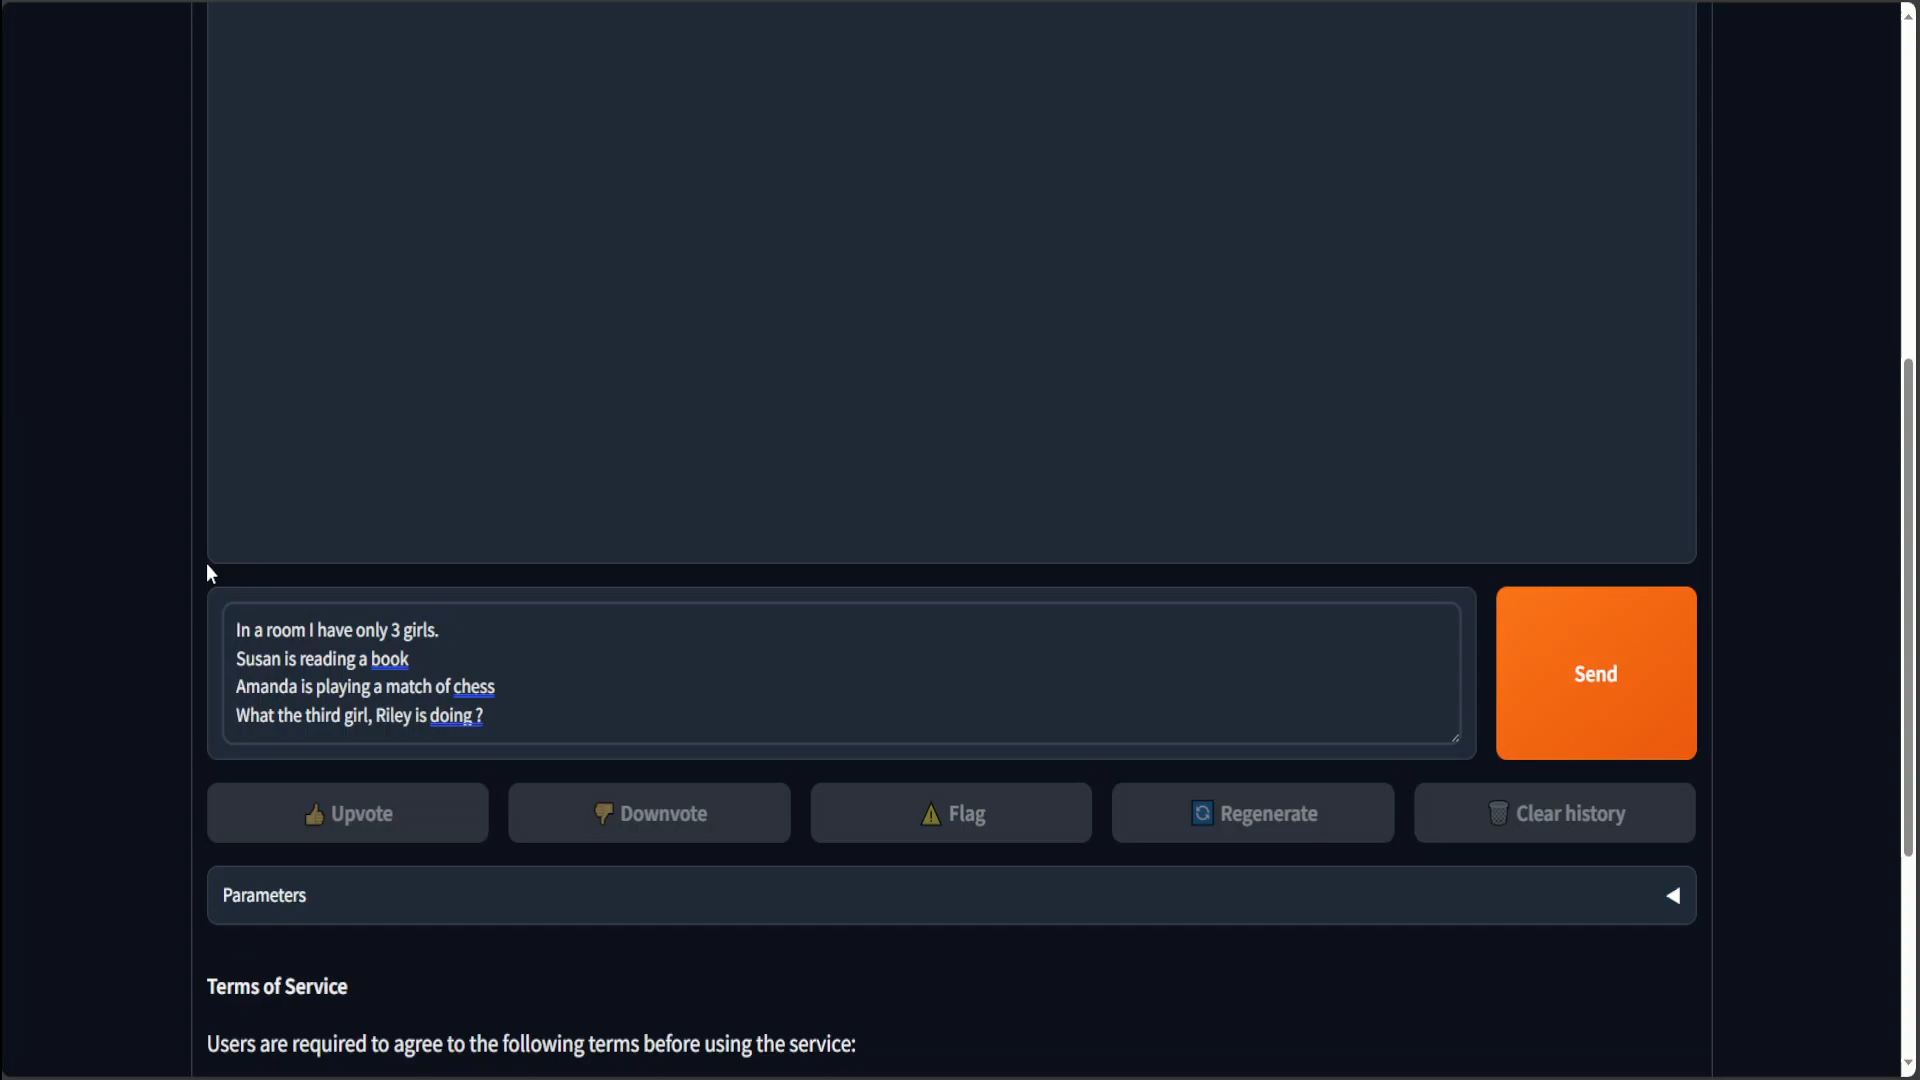 In a room I have only 3 girls.
Susan is reading a book
Amanda is playing a match of chess
What the third girl, Riley is doing ?
Send
👍 Upvote
👎 Downvote
⚠️ Flag
🔄 Regenerate
🗑️ Clear history
Parameters
Terms of Service
Users are required to agree to the following terms before using the service: